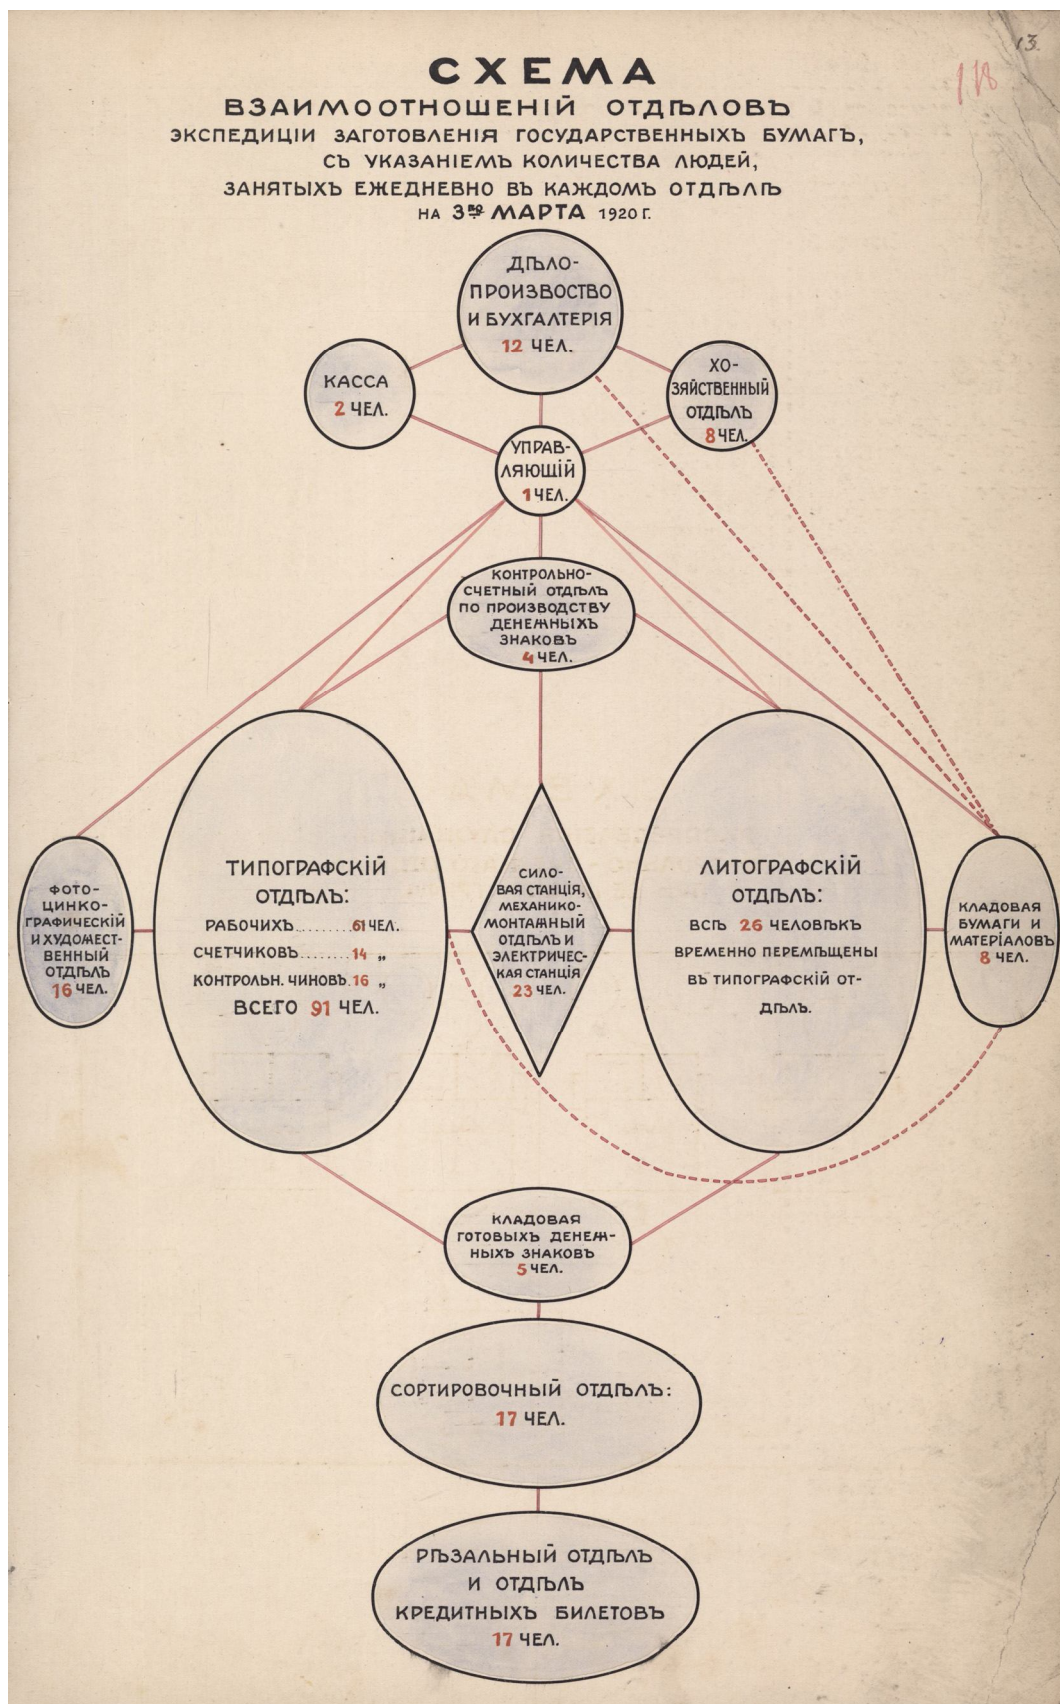 13.
118
СХЕМА
ВЗАИМООТНОШЕНІЙ ОТДѢЛОВЪ
ЭКСПЕДИЦІИ ЗАГОТОВЛЕНІЯ ГОСУДАРСТВЕННЫХЪ БУМАГЪ,
СЪ УКАЗАНІЕМЪ КОЛИЧЕСТВА ЛЮДЕЙ,
ЗАНЯТЫХЪ ЕЖЕДНЕВНО ВЪ КАЖДОМЪ ОТДѢЛѢ
НА 3ГО МАРТА 1920 Г.
ДѢЛО-
ПРОИЗВОСТВО
И БУХГАЛТЕРІЯ
12 ЧЕЛ.
КАССА
2 ЧЕЛ.
ХО-
ЗЯЙСТВЕННЫЙ
ОТДѢЛЪ
8 ЧЕЛ.
УПРАВ-
ЛЯЮЩІЙ
1 ЧЕЛ.
КОНТРОЛЬНО-
СЧЕТНЫЙ ОТДѢЛЪ
ПО ПРОИЗВОДСТВУ
ДЕНЕЖНЫХЪ
ЗНАКОВЪ
4 ЧЕЛ.
ФОТО-
ЦИНКО-
ГРАФИЧЕСКІЙ
И ХУДОЖЕСТ-
ВЕННЫЙ
ОТДѢЛЪ
16 ЧЕЛ.
ТИПОГРАФСКІЙ
ОТДѢЛЪ:
РАБОЧИХЪ........61 ЧЕЛ.
СЧЕТЧИКОВЪ........14 „
КОНТРОЛЬН. ЧИНОВЪ.16 „
ВСЕГО 91 ЧЕЛ.
СИЛО-
ВАЯ СТАНЦІЯ,
МЕХАНИКО-
МОНТАЖНЫЙ
ОТДѢЛЪ И
ЭЛЕКТРИЧЕС-
КАЯ СТАНЦІЯ
23 ЧЕЛ.
ЛИТОГРАФСКІЙ
ОТДѢЛЪ:
ВСѢ 26 ЧЕЛОВѢКЪ
ВРЕМЕННО ПЕРЕМѢЩЕНЫ
ВЪ ТИПОГРАФСКІЙ ОТ-
ДѢЛЪ.
КЛАДОВАЯ
БУМАГИ И
МАТЕРІАЛОВЪ
8 ЧЕЛ.
КЛАДОВАЯ
ГОТОВЫХЪ ДЕНЕЖ-
НЫХЪ ЗНАКОВЪ
5 ЧЕЛ.
СОРТИРОВОЧНЫЙ ОТДѢЛЪ:
17 ЧЕЛ.
РѢЗАЛЬНЫЙ ОТДѢЛЪ
И ОТДѢЛЪ
КРЕДИТНЫХЪ БИЛЕТОВЪ
17 ЧЕЛ.